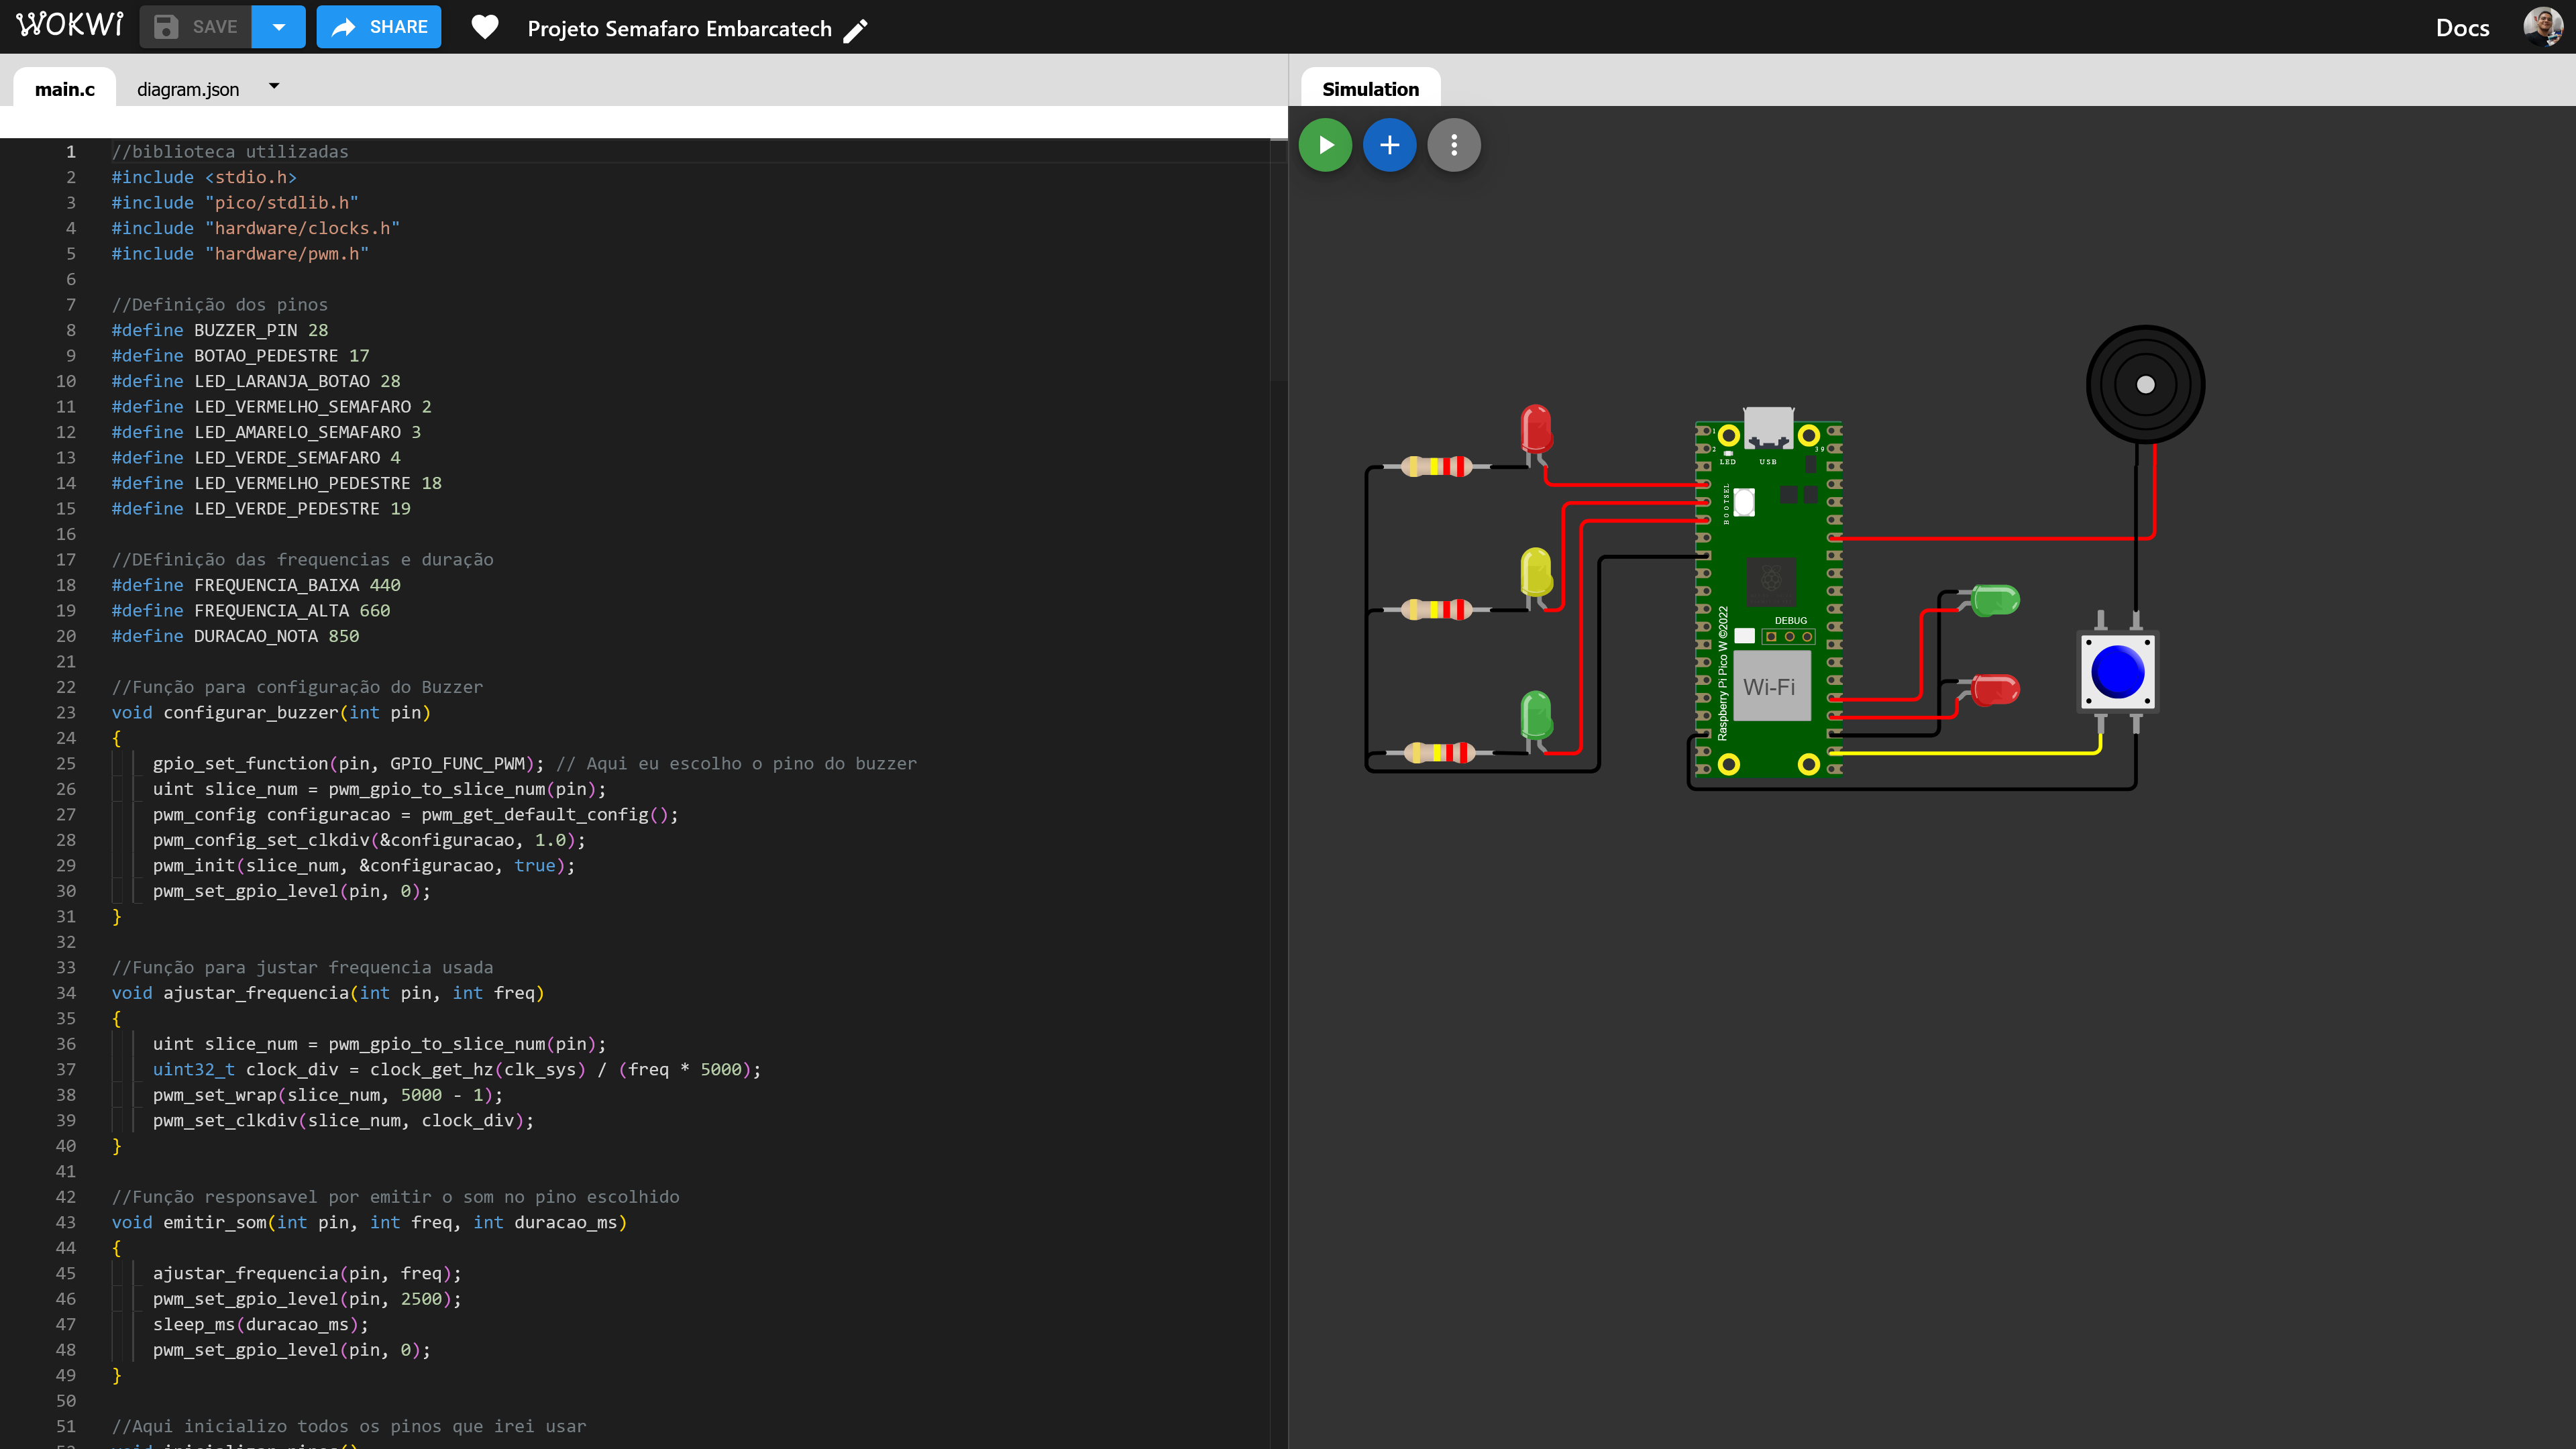 WOKWi SAVE SHARE Projeto Semafaro Embarcatech Docs
main.c diagram.json
Simulation
1 //biblioteca utilizadas
2 #include <stdio.h>
3 #include "pico/stdlib.h"
4 #include "hardware/clocks.h"
5 #include "hardware/pwm.h"
6
7 //Definição dos pinos
8 #define BUZZER_PIN 28
9 #define BOTAO_PEDESTRE 17
10 #define LED_LARANJA_BOTAO 28
11 #define LED_VERMELHO_SEMAFARO 2
12 #define LED_AMARELO_SEMAFARO 3
13 #define LED_VERDE_SEMAFARO 4
14 #define LED_VERMELHO_PEDESTRE 18
15 #define LED_VERDE_PEDESTRE 19
16
17 //DEfinição das frequencias e duração
18 #define FREQUENCIA_BAIXA 440
19 #define FREQUENCIA_ALTA 660
20 #define DURACAO_NOTA 850
21
22 //Função para configuração do Buzzer
23 void configurar_buzzer(int pin)
24 {
25 gpio_set_function(pin, GPIO_FUNC_PWM); // Aqui eu escolho o pino do buzzer
26 uint slice_num = pwm_gpio_to_slice_num(pin);
27 pwm_config configuracao = pwm_get_default_config();
28 pwm_config_set_clkdiv(&configuracao, 1.0);
29 pwm_init(slice_num, &configuracao, true);
30 pwm_set_gpio_level(pin, 0);
31 }
32
33 //Função para justar frequencia usada
34 void ajustar_frequencia(int pin, int freq)
35 {
36 uint slice_num = pwm_gpio_to_slice_num(pin);
37 uint32_t clock_div = clock_get_hz(clk_sys) / (freq * 5000);
38 pwm_set_wrap(slice_num, 5000 - 1);
39 pwm_set_clkdiv(slice_num, clock_div);
40 }
41
42 //Função responsavel por emitir o som no pino escolhido
43 void emitir_som(int pin, int freq, int duracao_ms)
44 {
45 ajustar_frequencia(pin, freq);
46 pwm_set_gpio_level(pin, 2500);
47 sleep_ms(duracao_ms);
48 pwm_set_gpio_level(pin, 0);
49 }
50
51 //Aqui inicializo todos os pinos que irei usar
1
2
39
LED USB
BOOTSEL
DEBUG
Raspberry Pi Pico W ©2022
Wi-Fi